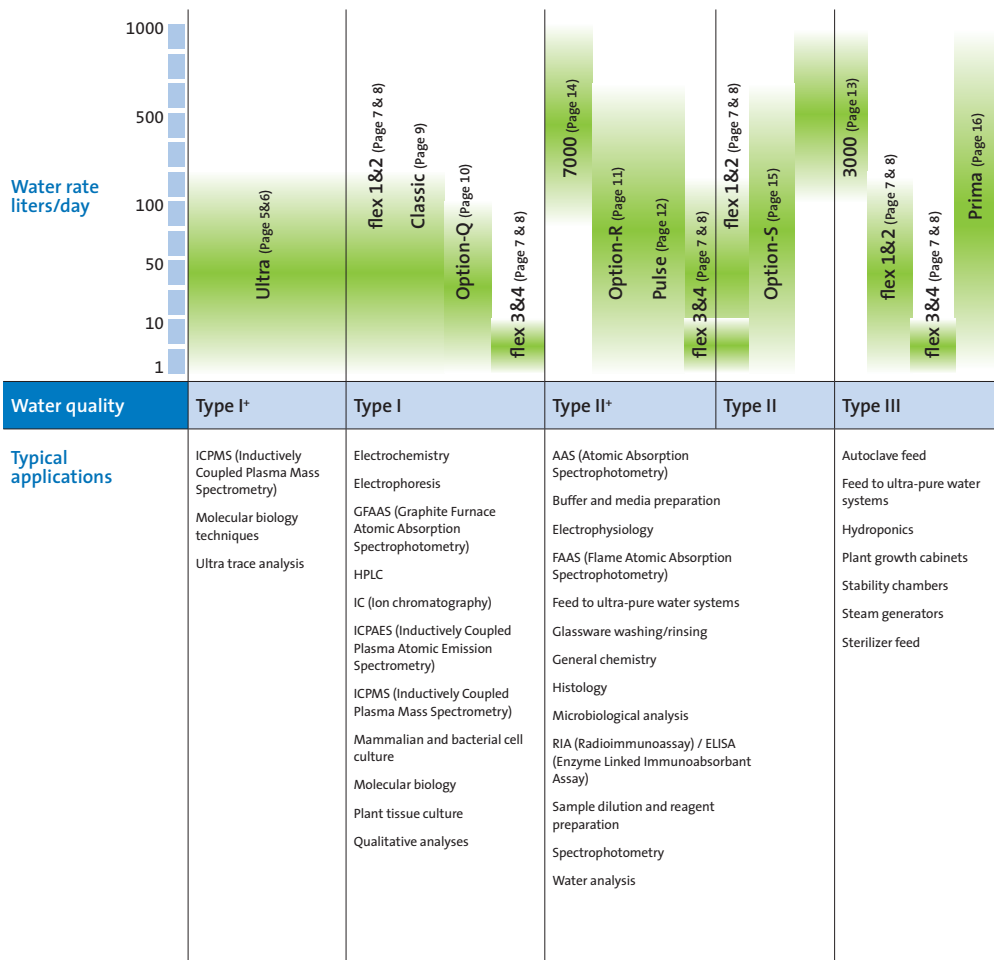 1000
500
Water rate
liters/day
100
50
10
1
Ultra (Page 5&6)
flex 1&2 (Page 7 & 8)
Classic (Page 9)
Option-Q (Page 10)
flex 3&4 (Page 7 & 8)
7000 (Page 14)
Option-R (Page 11)
Pulse (Page 12)
flex 3&4 (Page 7 & 8)
flex 1&2 (Page 7 & 8)
Option-S (Page 15)
3000 (Page 13)
flex 1&2 (Page 7 & 8)
flex 3&4 (Page 7 & 8)
Prima (Page 16)
Water quality
Type I+
Type I
Type II+
Type II
Type III
Typical
applications
ICPMS (Inductively
Coupled Plasma Mass
Spectrometry)
Molecular biology
techniques
Ultra trace analysis
Electrochemistry
Electrophoresis
GFAAS (Graphite Furnace
Atomic Absorption
Spectrophotometry)
HPLC
IC (Ion chromatography)
ICPAES (Inductively Coupled
Plasma Atomic Emission
Spectrometry)
ICPMS (Inductively Coupled
Plasma Mass Spectrometry)
Mammalian and bacterial cell
culture
Molecular biology
Plant tissue culture
Qualitative analyses
AAS (Atomic Absorption
Spectrophotometry)
Buffer and media preparation
Electrophysiology
FAAS (Flame Atomic Absorption
Spectrophotometry)
Feed to ultra-pure water systems
Glassware washing/rinsing
General chemistry
Histology
Microbiological analysis
RIA (Radioimmunoassay) / ELISA
(Enzyme Linked Immunoabsorbant
Assay)
Sample dilution and reagent
preparation
Spectrophotometry
Water analysis
Autoclave feed
Feed to ultra-pure water
systems
Hydroponics
Plant growth cabinets
Stability chambers
Steam generators
Sterilizer feed